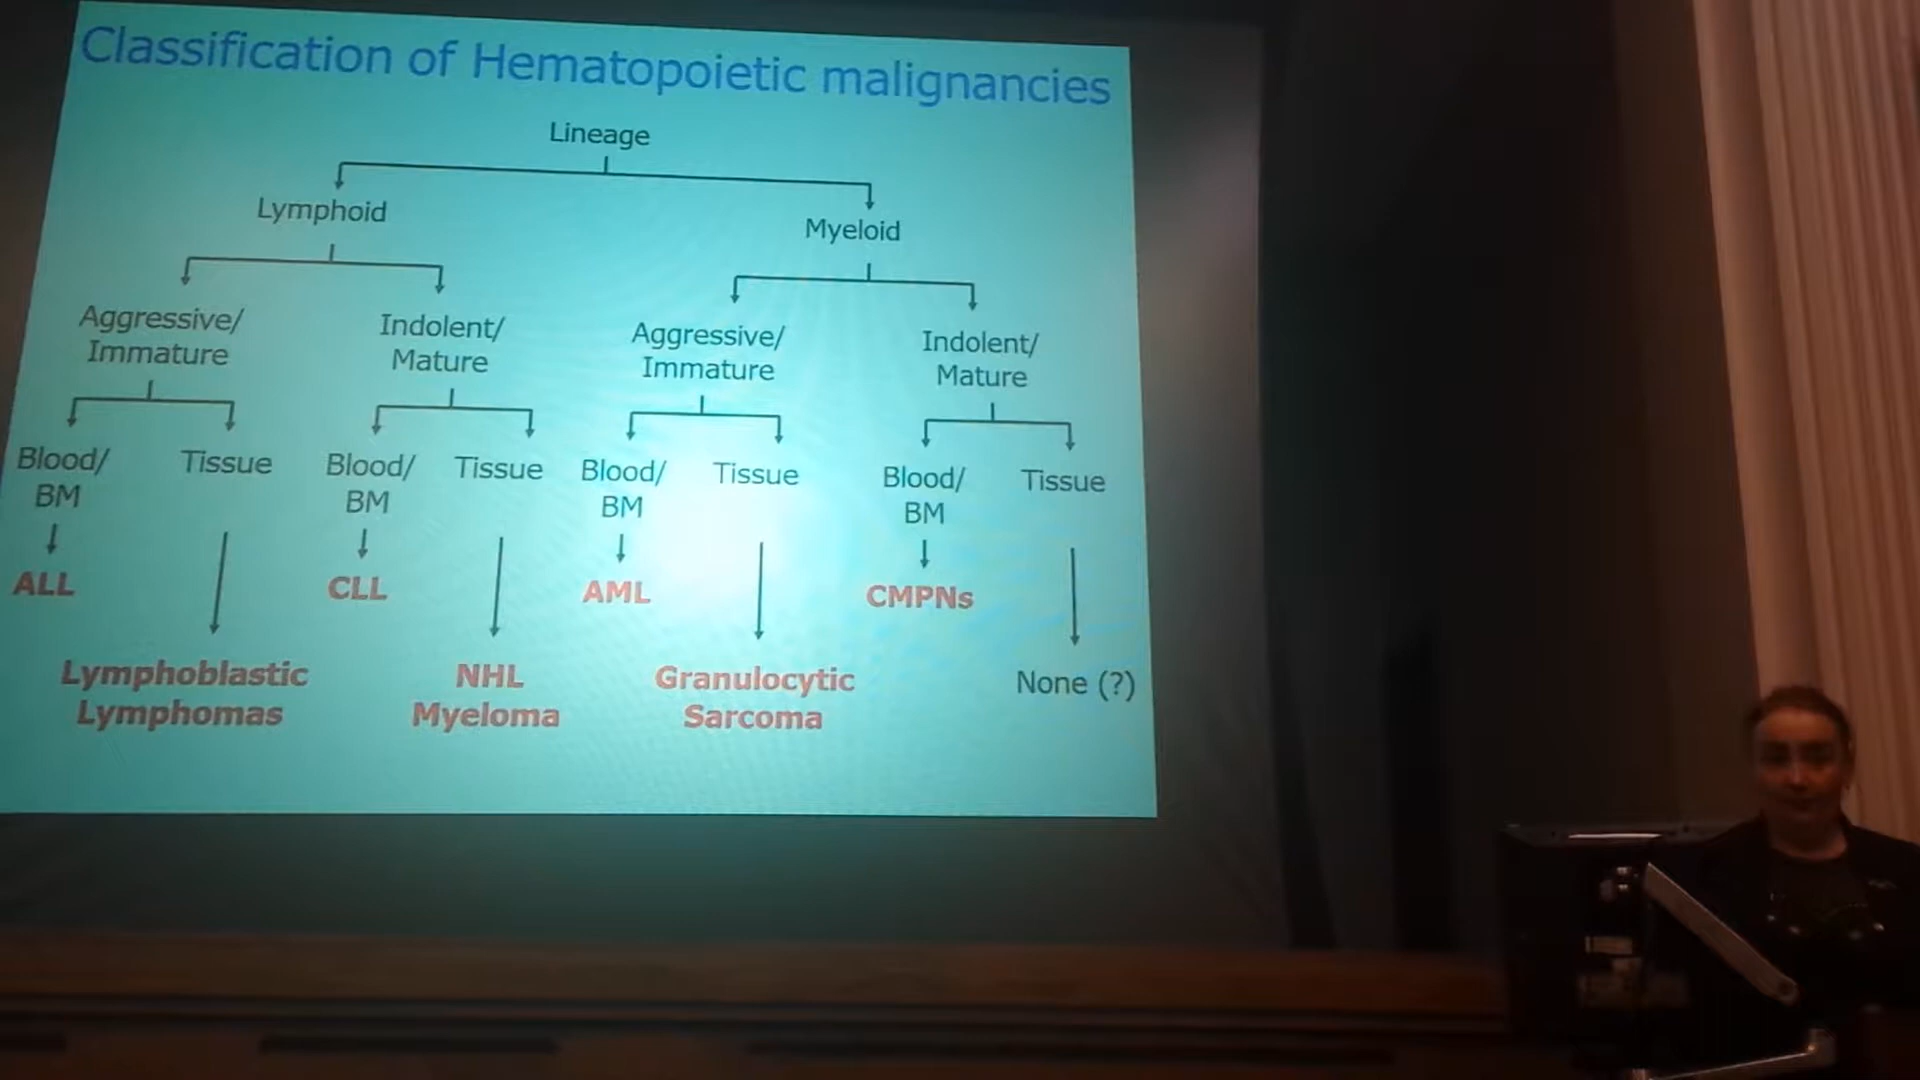 Classification of Hematopoietic malignancies
Lineage
Lymphoid
Myeloid
Aggressive/
Immature
Indolent/
Mature
Aggressive/
Immature
Indolent/
Mature
Blood/
BM
Tissue
Blood/
BM
Tissue
Blood/
BM
Tissue
Blood/
BM
Tissue
ALL
CLL
AML
CMPNs
Lymphoblastic
Lymphomas
NHL
Myeloma
Granulocytic
Sarcoma
None (?)